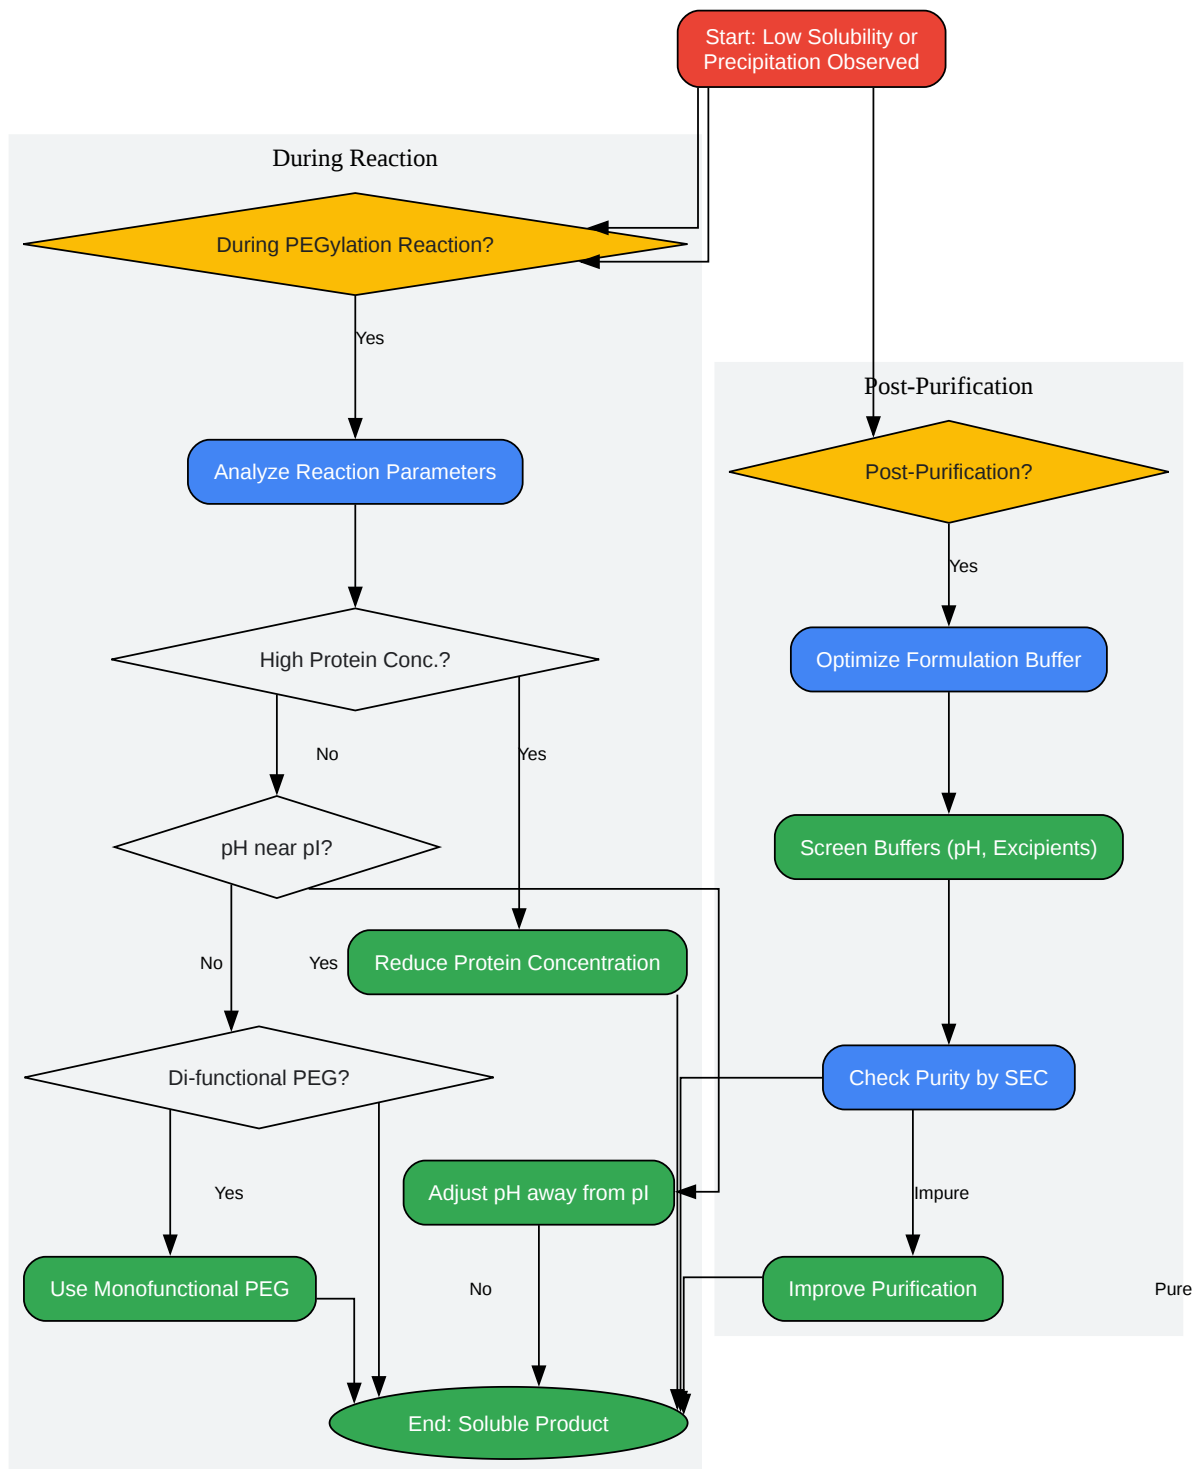 Start: Low Solubility or
Precipitation Observed
During Reaction
During PEGylation Reaction?
Yes
Post-Purification
Post-Purification?
Analyze Reaction Parameters
Yes
High Protein Conc.?
Optimize Formulation Buffer
No
Yes
pH near pI?
Screen Buffers (pH, Excipients)
No
Yes
Reduce Protein Concentration
Di-functional PEG?
Check Purity by SEC
Yes
Adjust pH away from pI
Impure
Use Monofunctional PEG
No
Improve Purification
Pure
End: Soluble Product